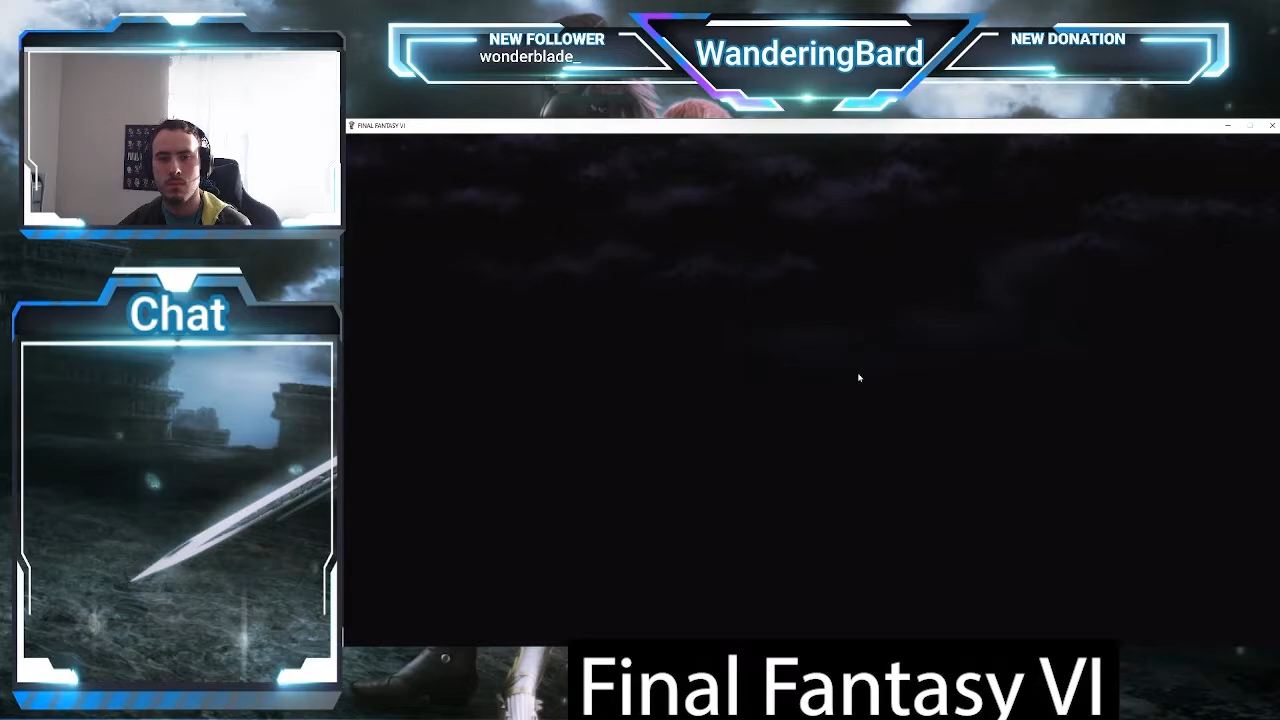 NEW FOLLOWER
wonderblade_
WanderingBard
NEW DONATION
FINAL FANTASY VI
Chat
Final Fantasy VI